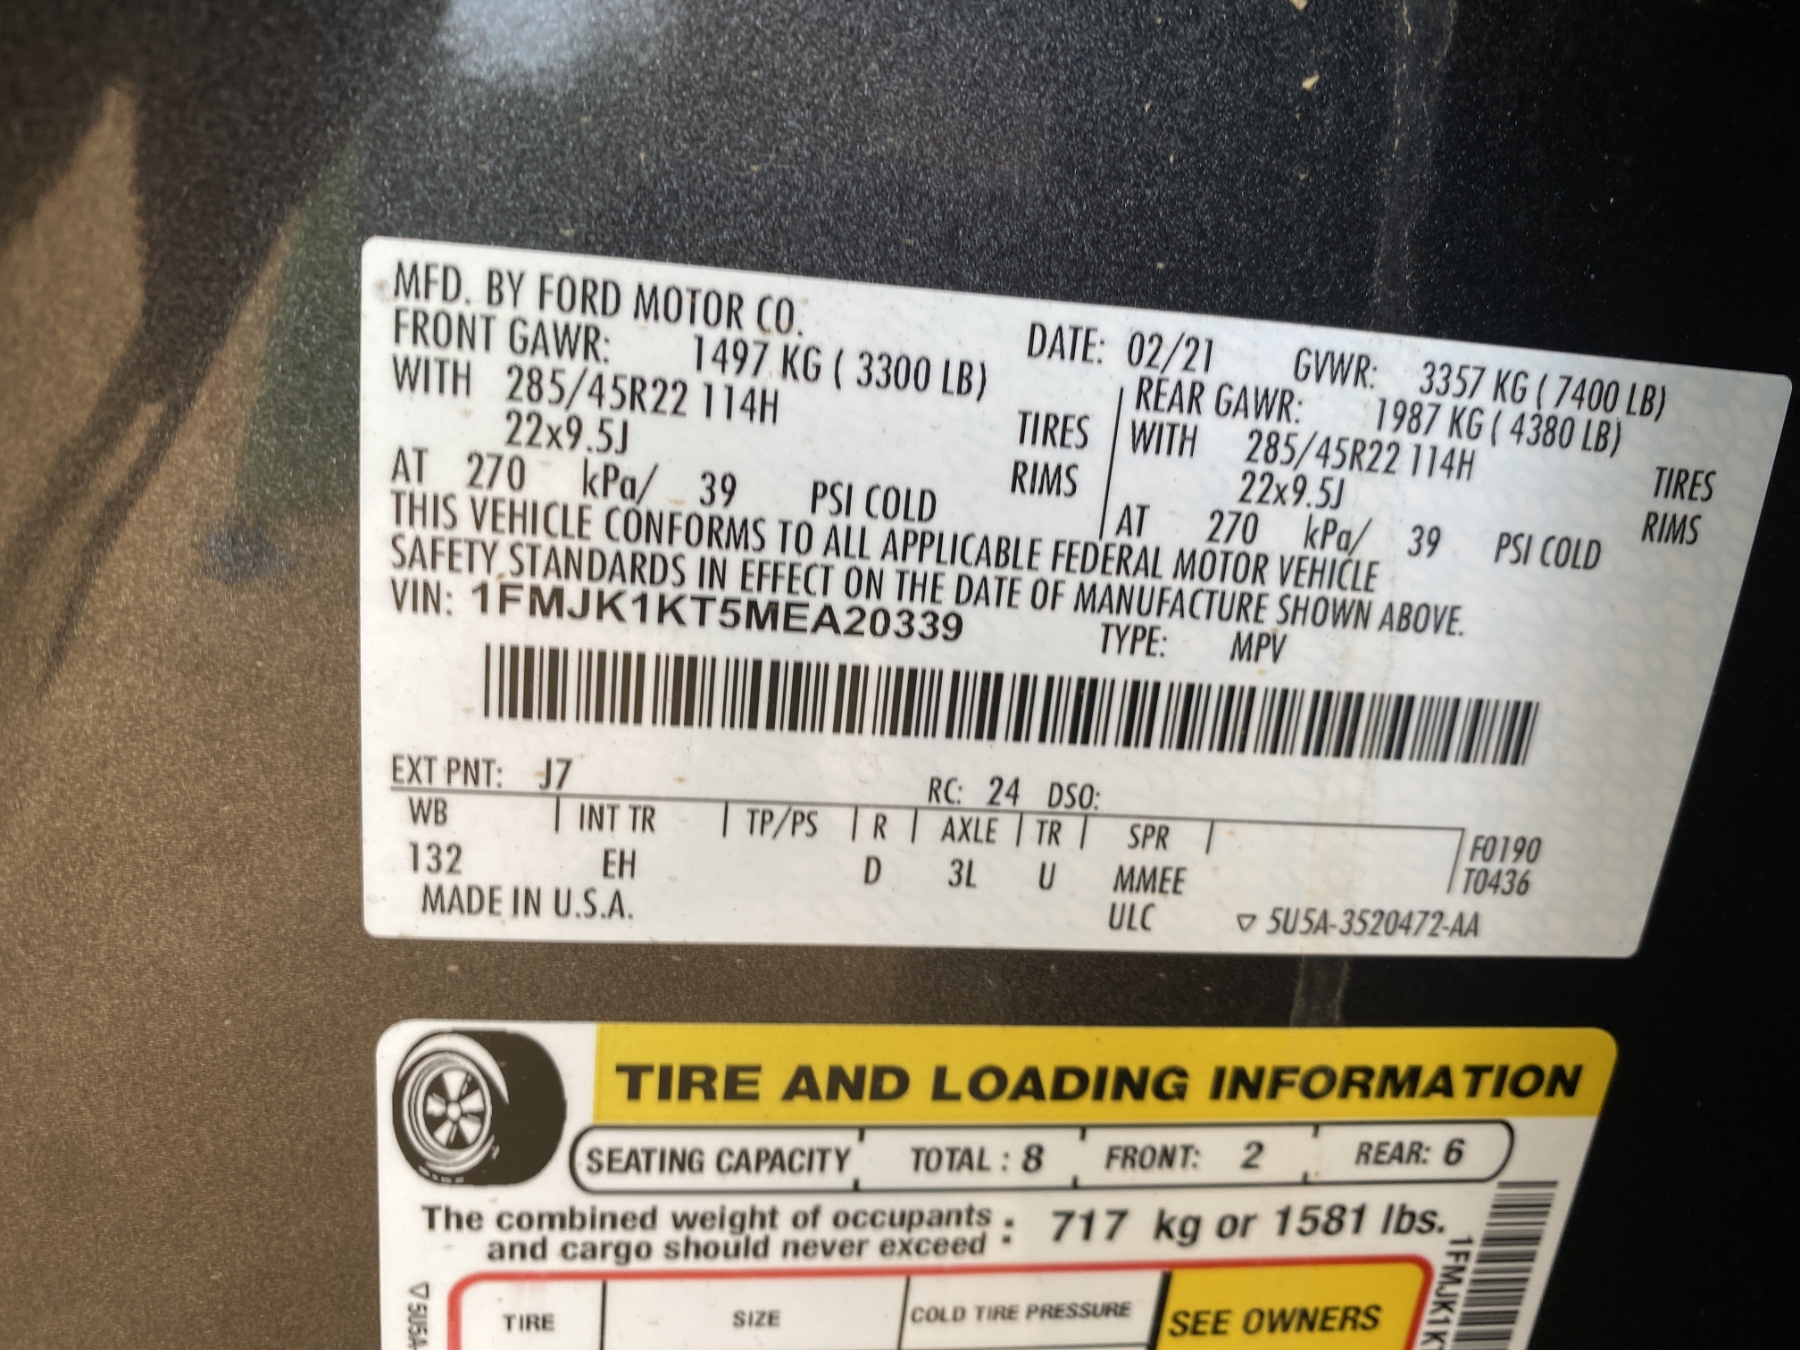 MFD. BY FORD MOTOR CO. DATE: 02/21 GVWR: 3357 KG ( 7400 LB)
FRONT GAWR: 1497 KG ( 3300 LB) REAR GAWR: 1987 KG ( 4380 LB)
WITH 285/45R22 114H TIRES WITH 285/45R22 114H TIRES
22x9.5J RIMS 22x9.5J RIMS
AT 270 kPa/ 39 PSI COLD AT 270 kPa/ 39 PSI COLD
THIS VEHICLE CONFORMS TO ALL APPLICABLE FEDERAL MOTOR VEHICLE
SAFETY STANDARDS IN EFFECT ON THE DATE OF MANUFACTURE SHOWN ABOVE.
VIN: 1FMJK1KT5MEA20339 TYPE: MPV
EXT PNT: J7 RC: 24 DSO:
WB INT TR TP/PS R AXLE TR SPR F0190
132 EH D 3L U MMEE T0436
MADE IN U.S.A. ULC ▽ 5U5A-3520472-AA
TIRE AND LOADING INFORMATION
SEATING CAPACITY TOTAL : 8 FRONT: 2 REAR: 6
The combined weight of occupants
and cargo should never exceed : 717 kg or 1581 lbs.
TIRE SIZE COLD TIRE PRESSURE SEE OWNERS
▽ 5U5A
1FMJK1K